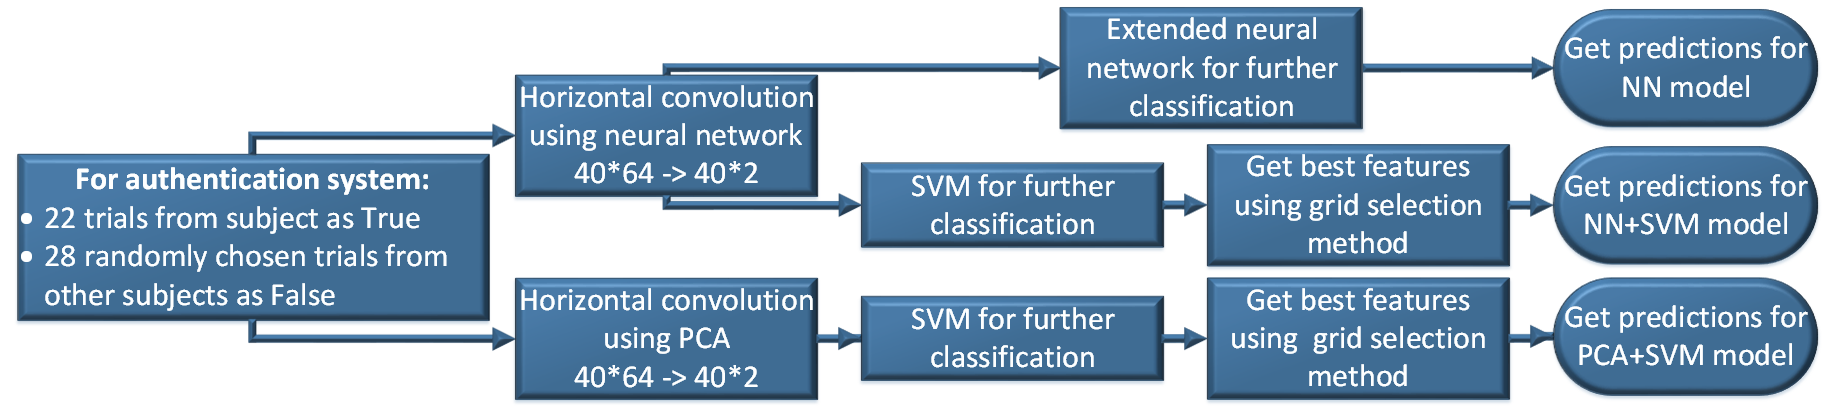 For authentication system:
• 22 trials from subject as True
• 28 randomly chosen trials from
other subjects as False
Horizontal convolution
using neural network
40*64 -> 40*2
Extended neural
network for further
classification
Get predictions for
NN model
SVM for further
classification
Get best features
using grid selection
method
Get predictions for
NN+SVM model
Horizontal convolution
using PCA
40*64 -> 40*2
SVM for further
classification
Get best features
using  grid selection
method
Get predictions for
PCA+SVM model